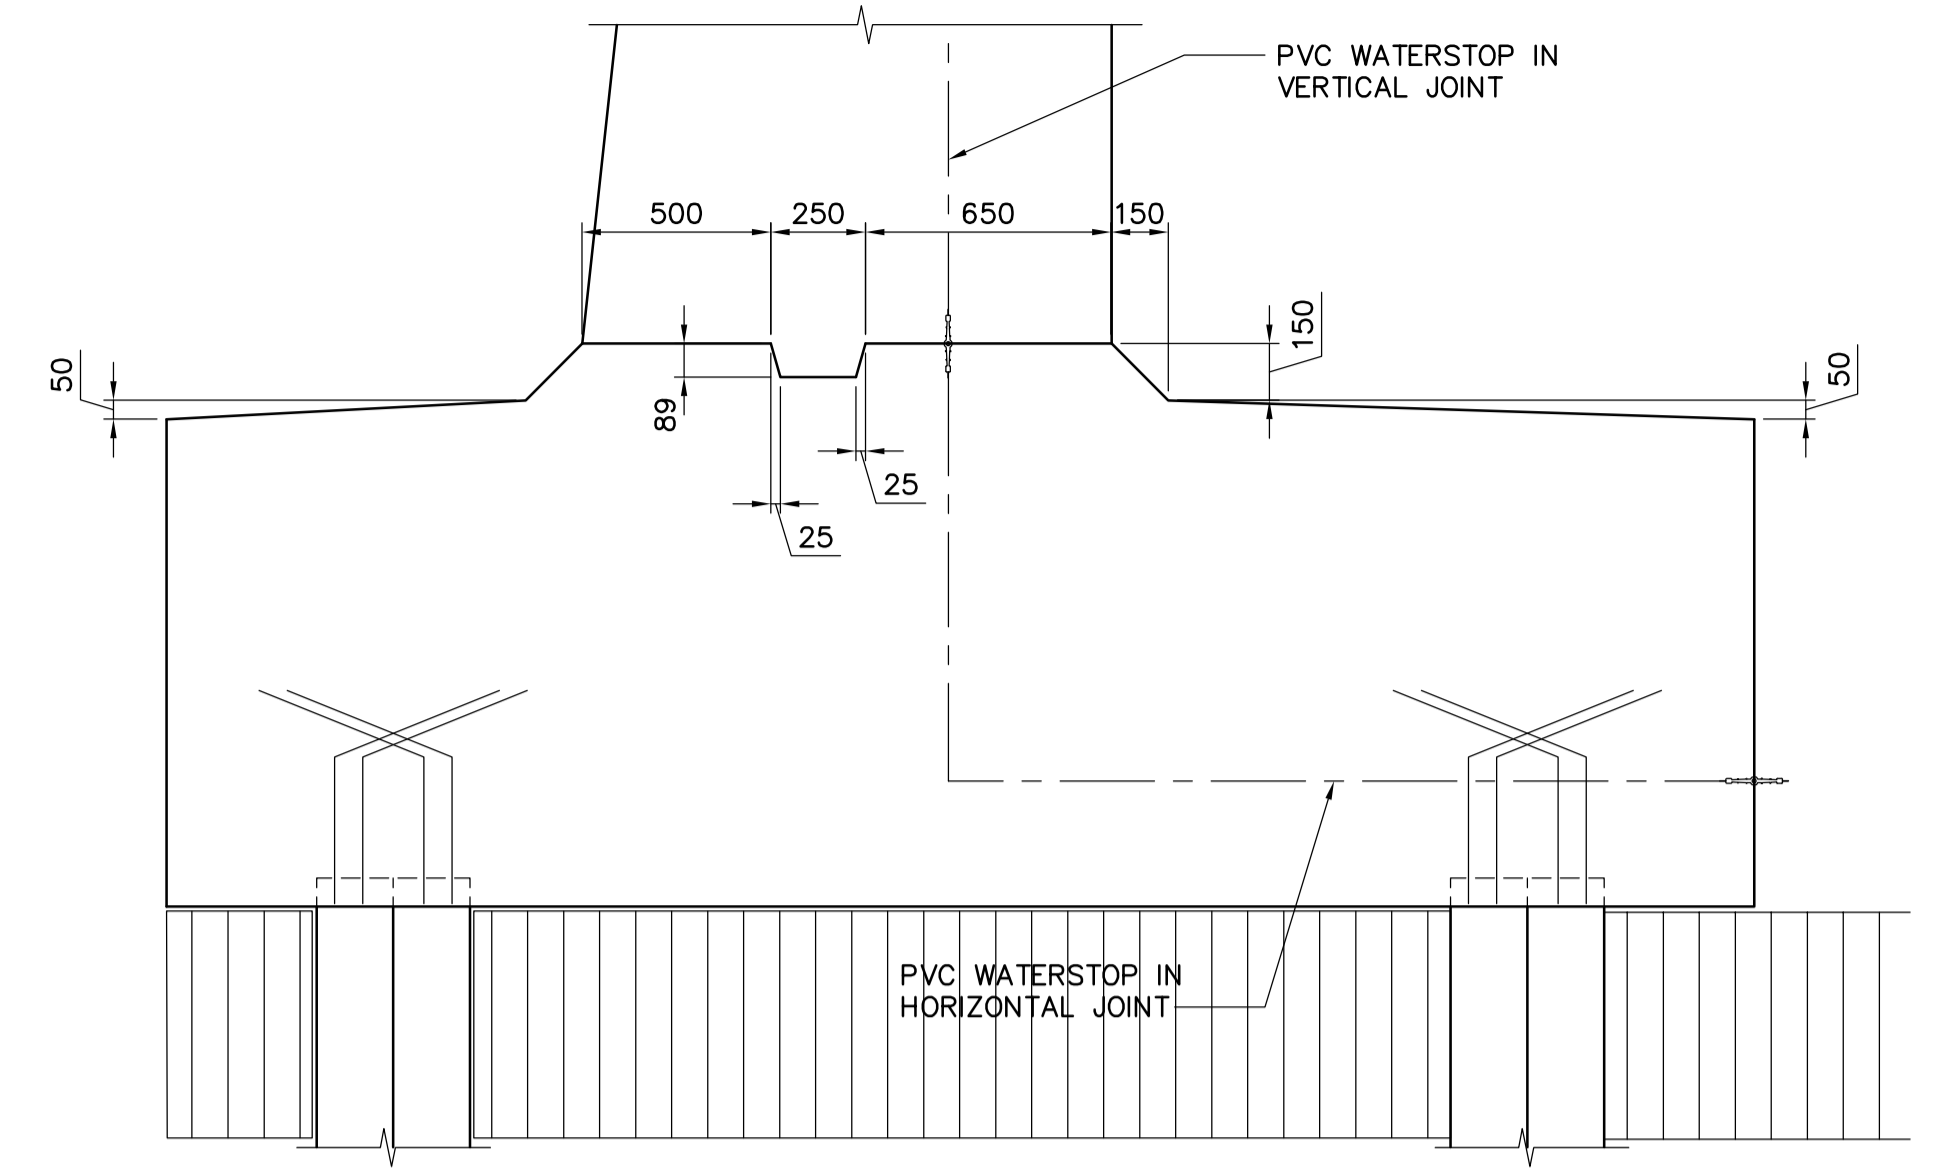 PVC WATERSTOP IN
VERTICAL JOINT
500 250 650 150
150
50
50
89
25
25
PVC WATERSTOP IN
HORIZONTAL JOINT